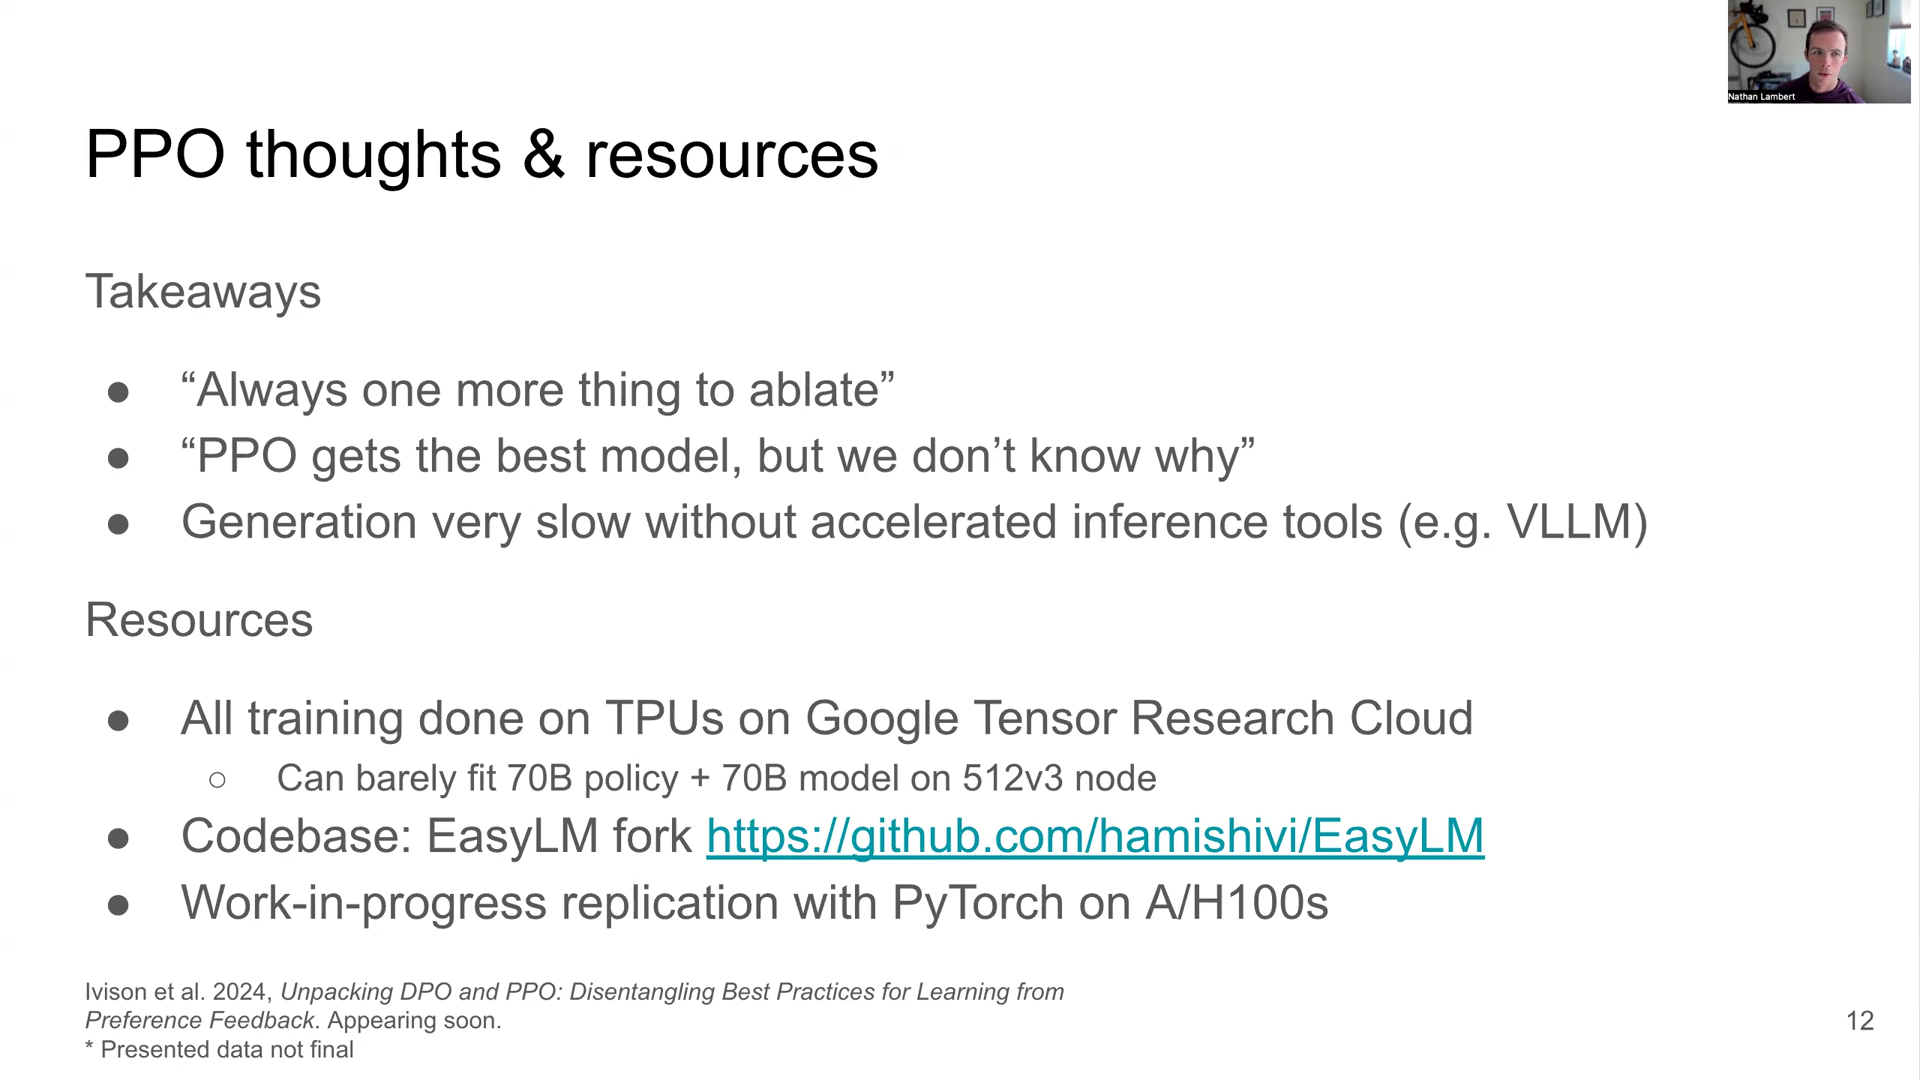 Nathan Lambert
PPO thoughts & resources
Takeaways
● “Always one more thing to ablate”
● “PPO gets the best model, but we don’t know why”
● Generation very slow without accelerated inference tools (e.g. VLLM)
Resources
● All training done on TPUs on Google Tensor Research Cloud
○ Can barely fit 70B policy + 70B model on 512v3 node
● Codebase: EasyLM fork https://github.com/hamishivi/EasyLM
● Work-in-progress replication with PyTorch on A/H100s
Ivison et al. 2024, Unpacking DPO and PPO: Disentangling Best Practices for Learning from
Preference Feedback. Appearing soon.
* Presented data not final
12